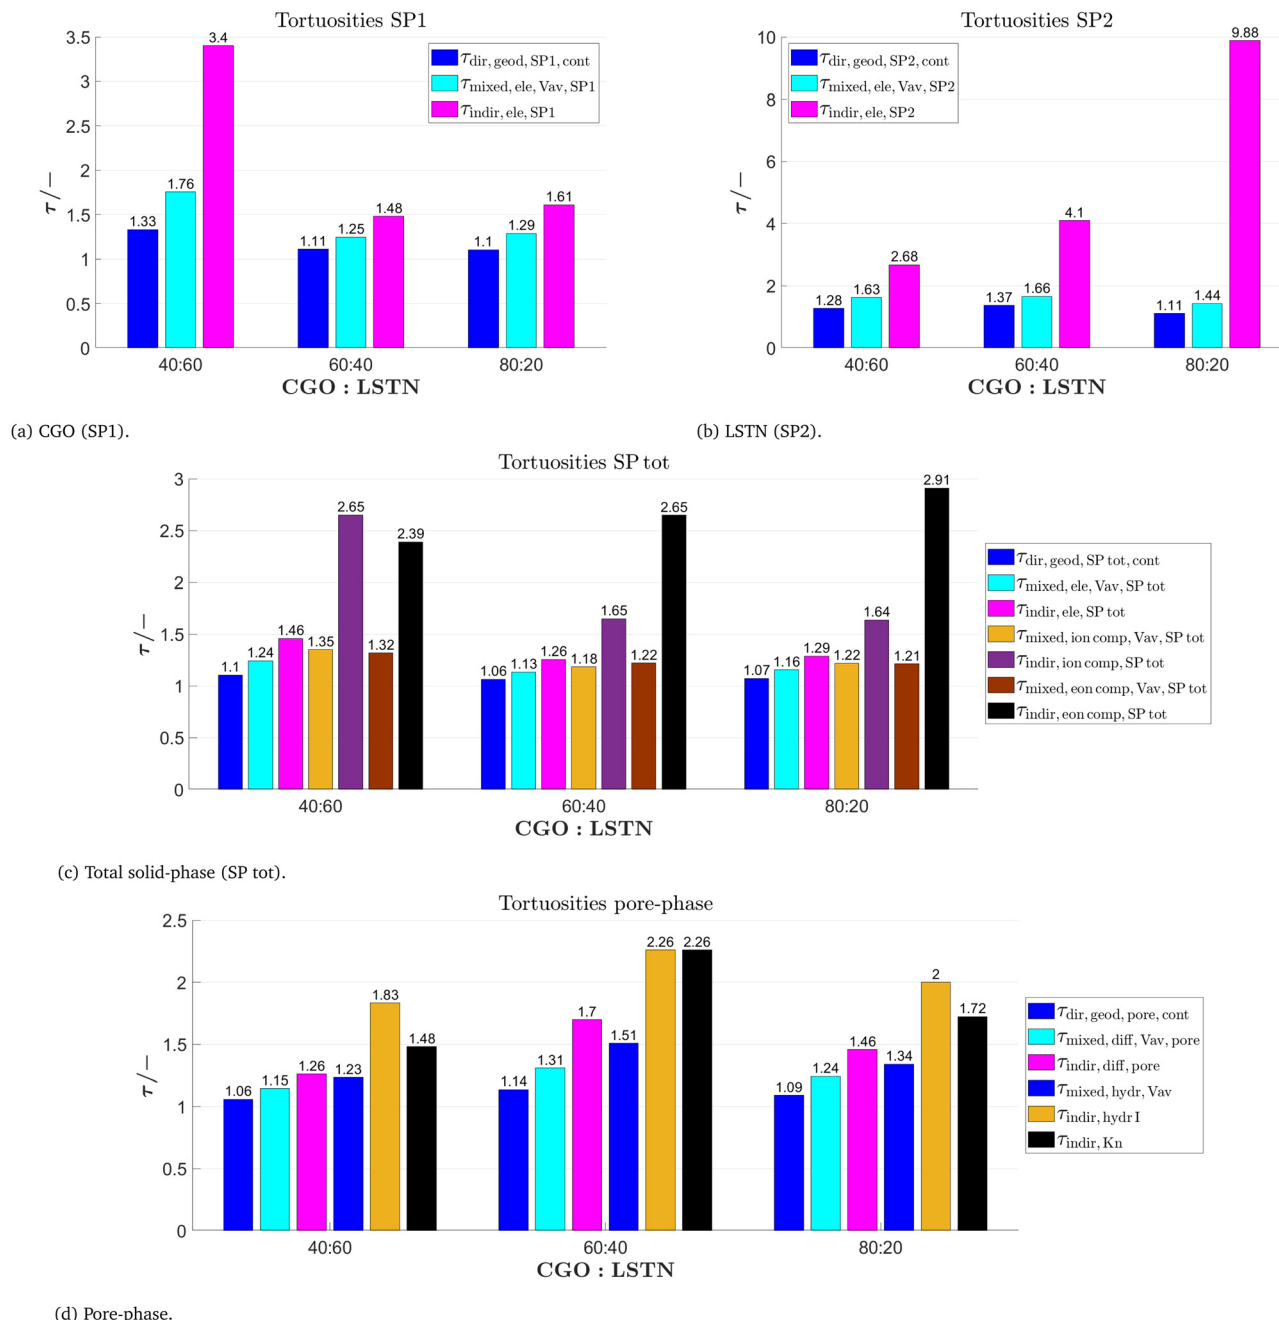 Tortuosities SP1
3.5
3
2.5
2
1.5
1
0.5
0
τ/−
1.33
1.76
3.4
1.11
1.25
1.48
1.1
1.29
1.61
τdir, geod, SP1, cont
τmixed, ele, Vav, SP1
τindir, ele, SP1
40:60
60:40
80:20
CGO : LSTN
(a) CGO (SP1).
Tortuosities SP2
10
8
6
4
2
0
τ/−
1.28
1.63
2.68
1.37
1.66
4.1
1.11
1.44
9.88
τdir, geod, SP2, cont
τmixed, ele, Vav, SP2
τindir, ele, SP2
40:60
60:40
80:20
CGO : LSTN
(b) LSTN (SP2).
Tortuosities SP tot
3
2.5
2
1.5
1
0.5
0
τ/−
1.1
1.24
1.46
1.35
2.65
1.32
2.39
1.06
1.13
1.26
1.18
1.65
1.22
2.65
1.07
1.16
1.29
1.22
1.64
1.21
2.91
τdir, geod, SP tot, cont
τmixed, ele, Vav, SP tot
τindir, ele, SP tot
τmixed, ion comp, Vav, SP tot
τindir, ion comp, SP tot
τmixed, eon comp, Vav, SP tot
τindir, eon comp, SP tot
40:60
60:40
80:20
CGO : LSTN
(c) Total solid-phase (SP tot).
Tortuosities pore-phase
2.5
2
1.5
1
0.5
0
τ/−
1.06
1.15
1.26
1.23
1.83
1.48
1.14
1.31
1.7
1.51
2.26
2.26
1.09
1.24
1.46
1.34
2
1.72
τdir, geod, pore, cont
τmixed, diff, Vav, pore
τindir, diff, pore
τmixed, hydr, Vav
τindir, hydr I
τindir, Kn
40:60
60:40
80:20
CGO : LSTN
(d) Pore-phase.